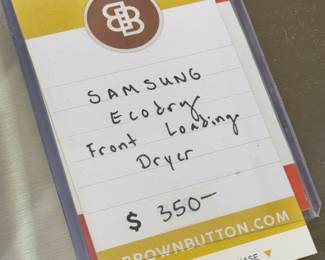 SAMSUNG
Ecodry
Front Loading
Dryer
$ 350-
BROWNBUTTON.COM